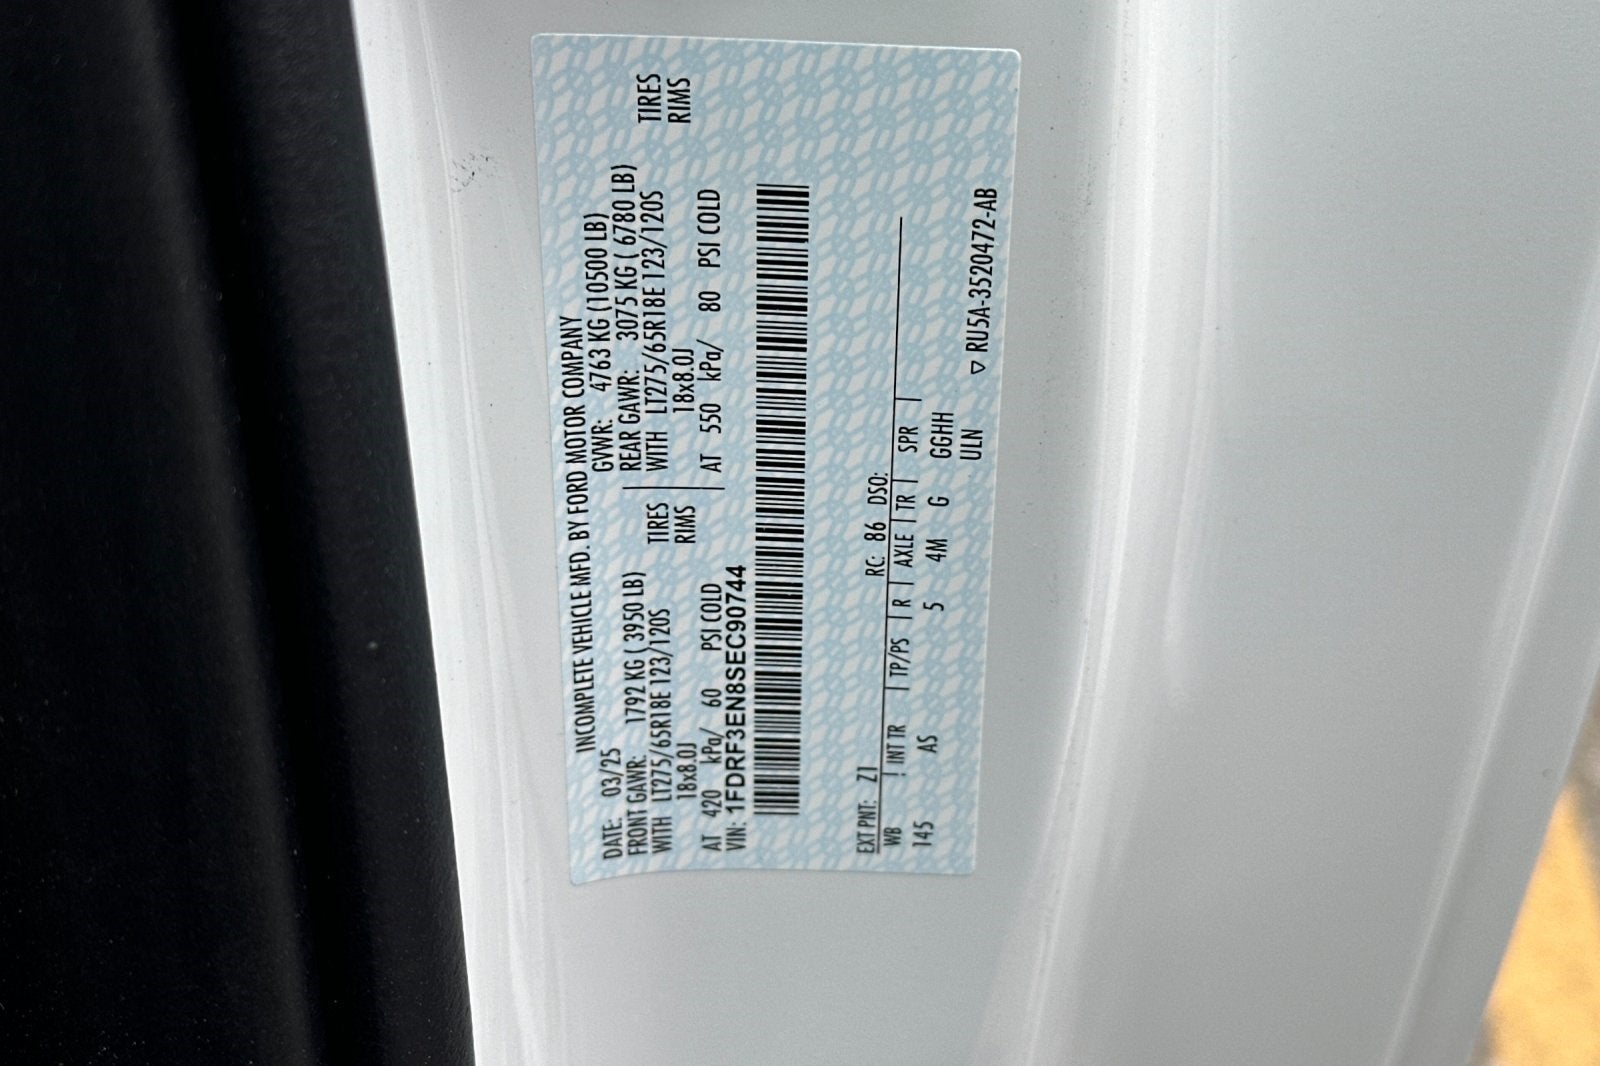 INCOMPLETE VEHICLE MFD. BY FORD MOTOR COMPANY
DATE: 03/25 GVWR: 4763 KG (10500 LB)
FRONT GAWR: 1792 KG ( 3950 LB) REAR GAWR: 3075 KG ( 6780 LB)
WITH LT275/65R18E 123/120S TIRES WITH LT275/65R18E 123/120S TIRES
18x8.0J RIMS 18x8.0J RIMS
AT 420 kPa/ 60 PSI COLD AT 550 kPa/ 80 PSI COLD
VIN: 1FDRF3EN8SEC90744
EXT PNT: Z1 RC: 86 DSO:
WB INT TR TP/PS R AXLE TR SPR
145 AS 5 4M G GGHH
ULN ▽ RU5A-3520472-AB